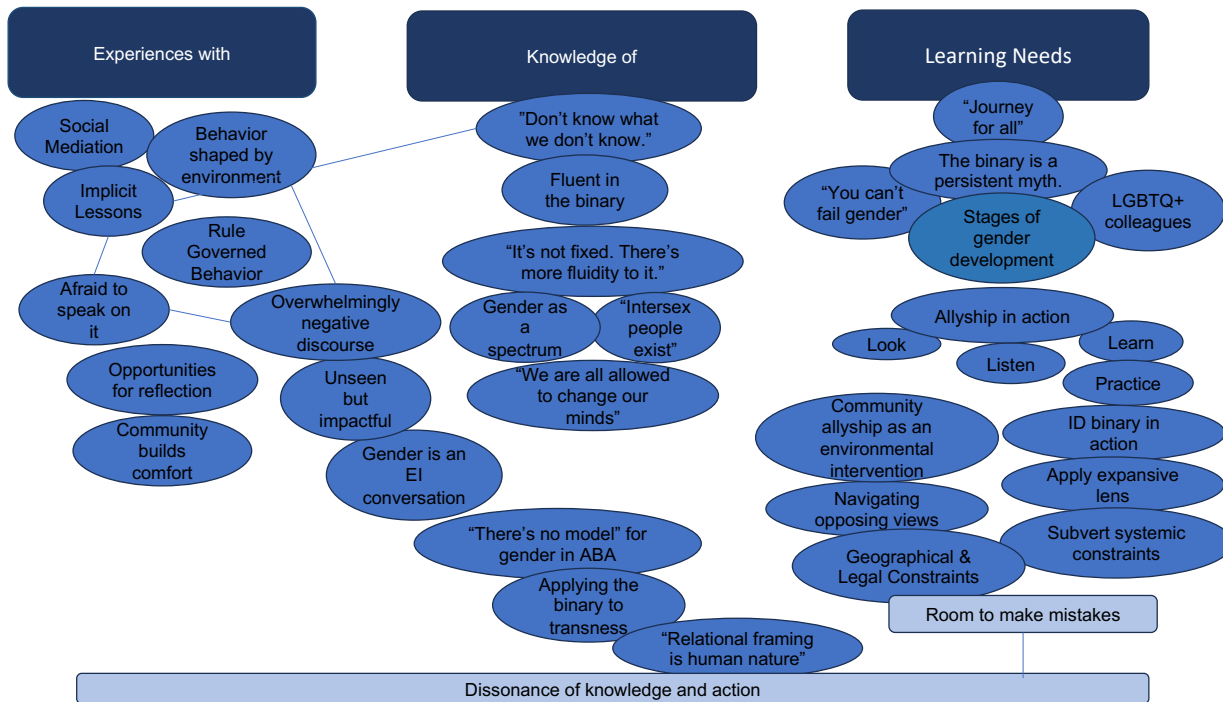 Experiences with
Knowledge of
Learning Needs
Social
Mediation
Behavior
shaped by
environment
Implicit
Lessons
Rule
Governed
Behavior
Afraid to
speak on
it
Overwhelmingly
negative
discourse
Opportunities
for reflection
Unseen
but
impactful
Community
builds
comfort
Gender is an
EI
conversation
"Don't know what
we don't know."
Fluent in
the binary
"It's not fixed. There's
more fluidity to it."
Gender as
a
spectrum
"Intersex
people
exist"
"We are all allowed
to change our
minds"
"There's no model" for
gender in ABA
Applying the
binary to
transness
"Relational framing
is human nature"
"Journey
for all"
The binary is a
persistent myth.
"You can't
fail gender"
LGBTQ+
colleagues
Stages of
gender
development
Allyship in action
Look
Listen
Learn
Practice
Community
allyship as an
environmental
intervention
ID binary in
action
Apply expansive
lens
Navigating
opposing views
Subvert systemic
constraints
Geographical &
Legal Constraints
Room to make mistakes
Dissonance of knowledge and action